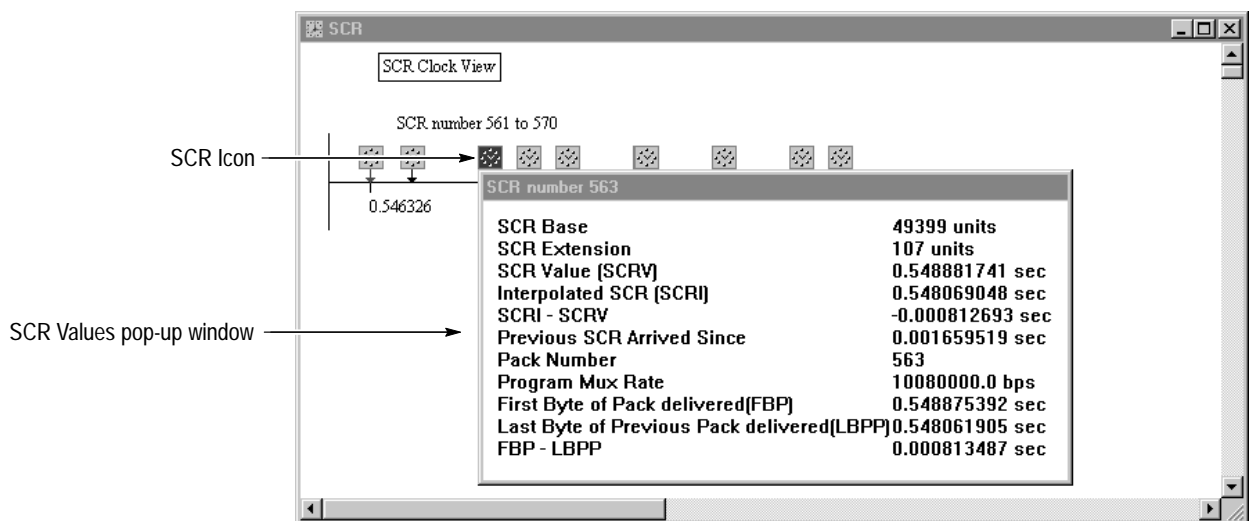 SCR
SCR Clock View
SCR number 561 to 570
SCR Icon
0.546326
SCR number 563
SCR Base 49399 units
SCR Extension 107 units
SCR Value (SCRV) 0.548881741 sec
Interpolated SCR (SCRI) 0.548069048 sec
SCRI - SCRV -0.000812693 sec
SCR Values pop-up window
Previous SCR Arrived Since 0.001659519 sec
Pack Number 563
Program Mux Rate 10080000.0 bps
First Byte of Pack delivered(FBP) 0.548875392 sec
Last Byte of Previous Pack delivered(LBPP) 0.548061905 sec
FBP - LBPP 0.000813487 sec